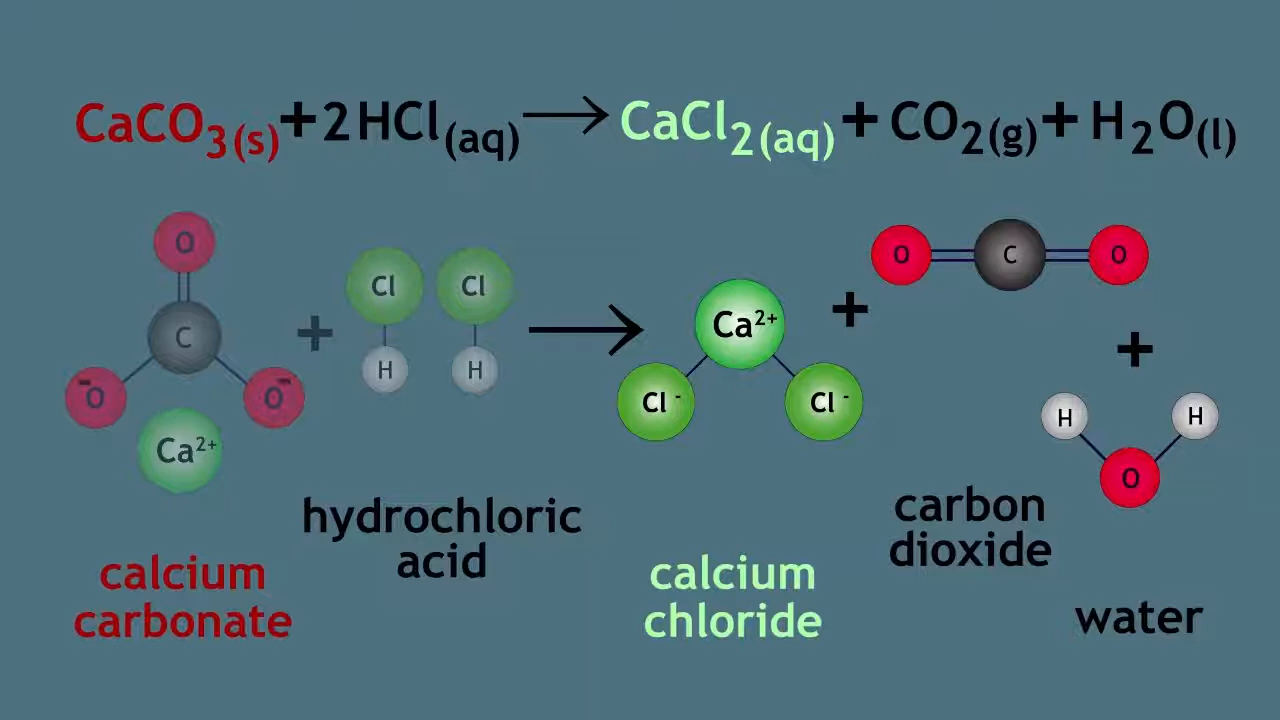 CaCO₃(s) + 2HCl(aq) → CaCl₂(aq) + CO₂(g) + H₂O(l)
O
C
⁻O O⁻
Ca²⁺
+
Cl Cl
H H
→
Ca²⁺
Cl⁻ Cl⁻
+
O C O
+
H H
O
calcium
carbonate
hydrochloric
acid
calcium
chloride
carbon
dioxide
water